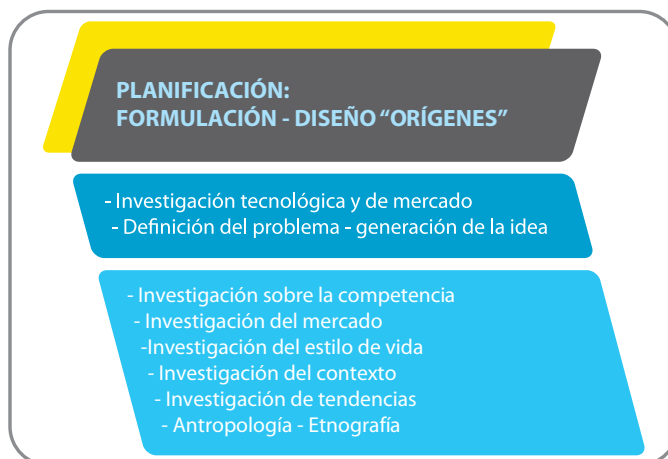 PLANIFICACIÓN:
FORMULACIÓN - DISEÑO “ORÍGENES”
- Investigación tecnológica y de mercado
- Definición del problema - generación de la idea
- Investigación sobre la competencia
- Investigación del mercado
-Investigación del estilo de vida
- Investigación del contexto
- Investigación de tendencias
- Antropología - Etnografía